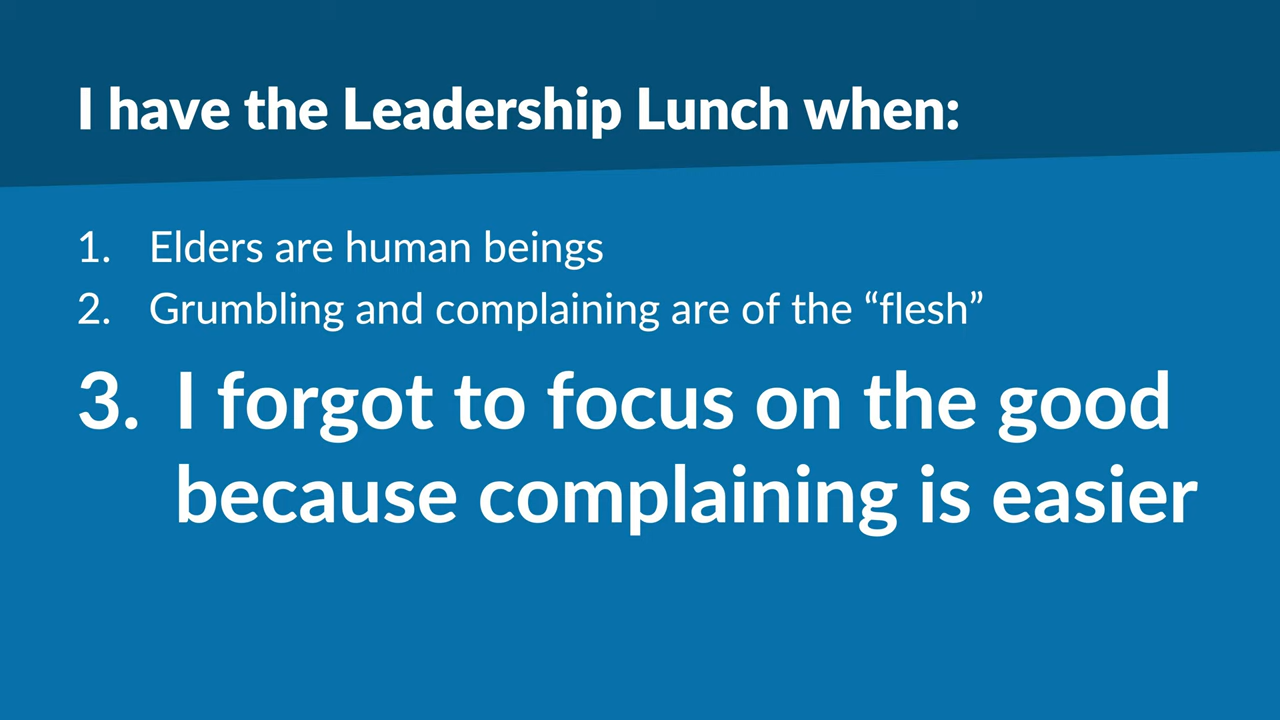 I have the Leadership Lunch when:
1. Elders are human beings
2. Grumbling and complaining are of the “flesh”
3. I forgot to focus on the good
because complaining is easier